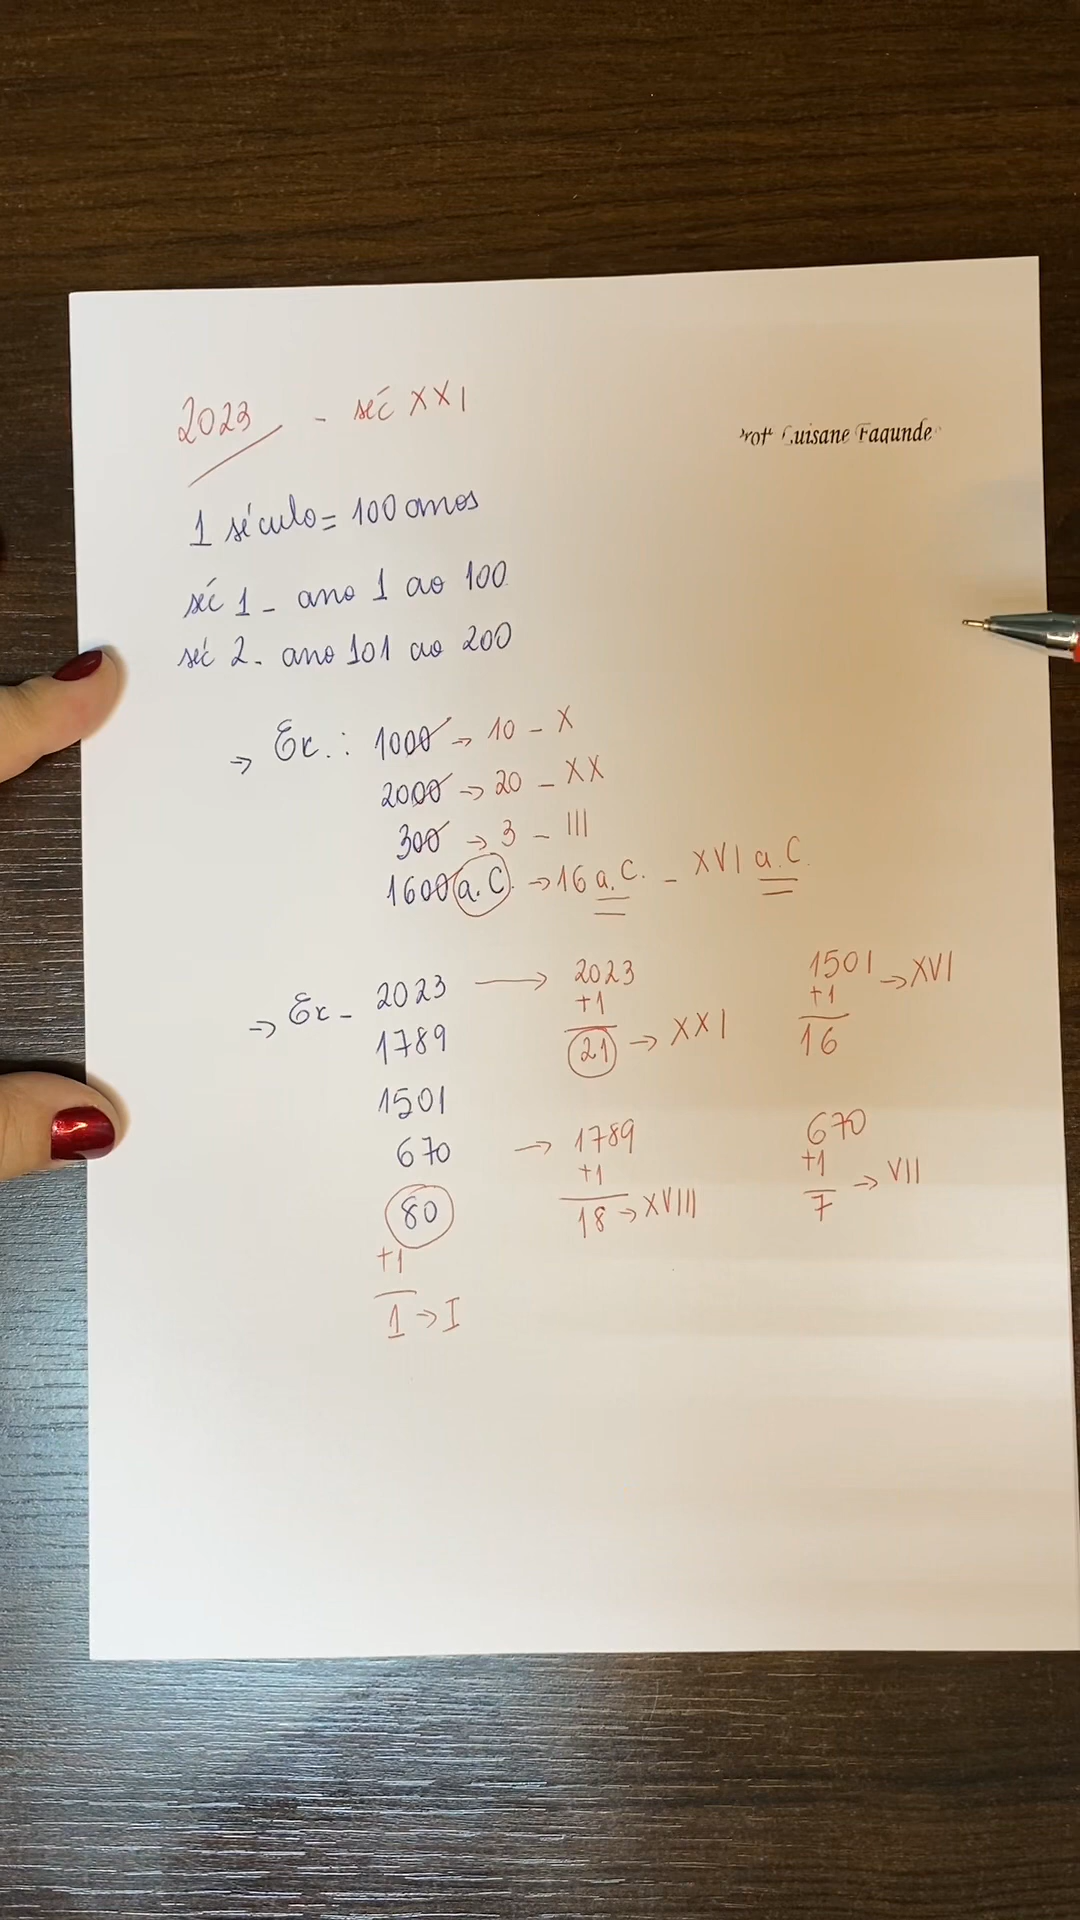 2023 - séc XXI
Profª Luisane Fagunde
1 século = 100 anos
séc 1 - ano 1 ao 100
séc 2 - ano 101 ao 200
→ Ex.: 1000 → 10 - X
2000 → 20 - XX
300 → 3 - III
1600 a.C. → 16 a.C. - XVI a.C.
→ Ex - 2023
1789
1501
670
80
+1
1 → I
→ 2023
+1
21 → XXI
→ 1789
+1
18 → XVIII
1501 → XVI
+1
16
670
+1 → VII
7